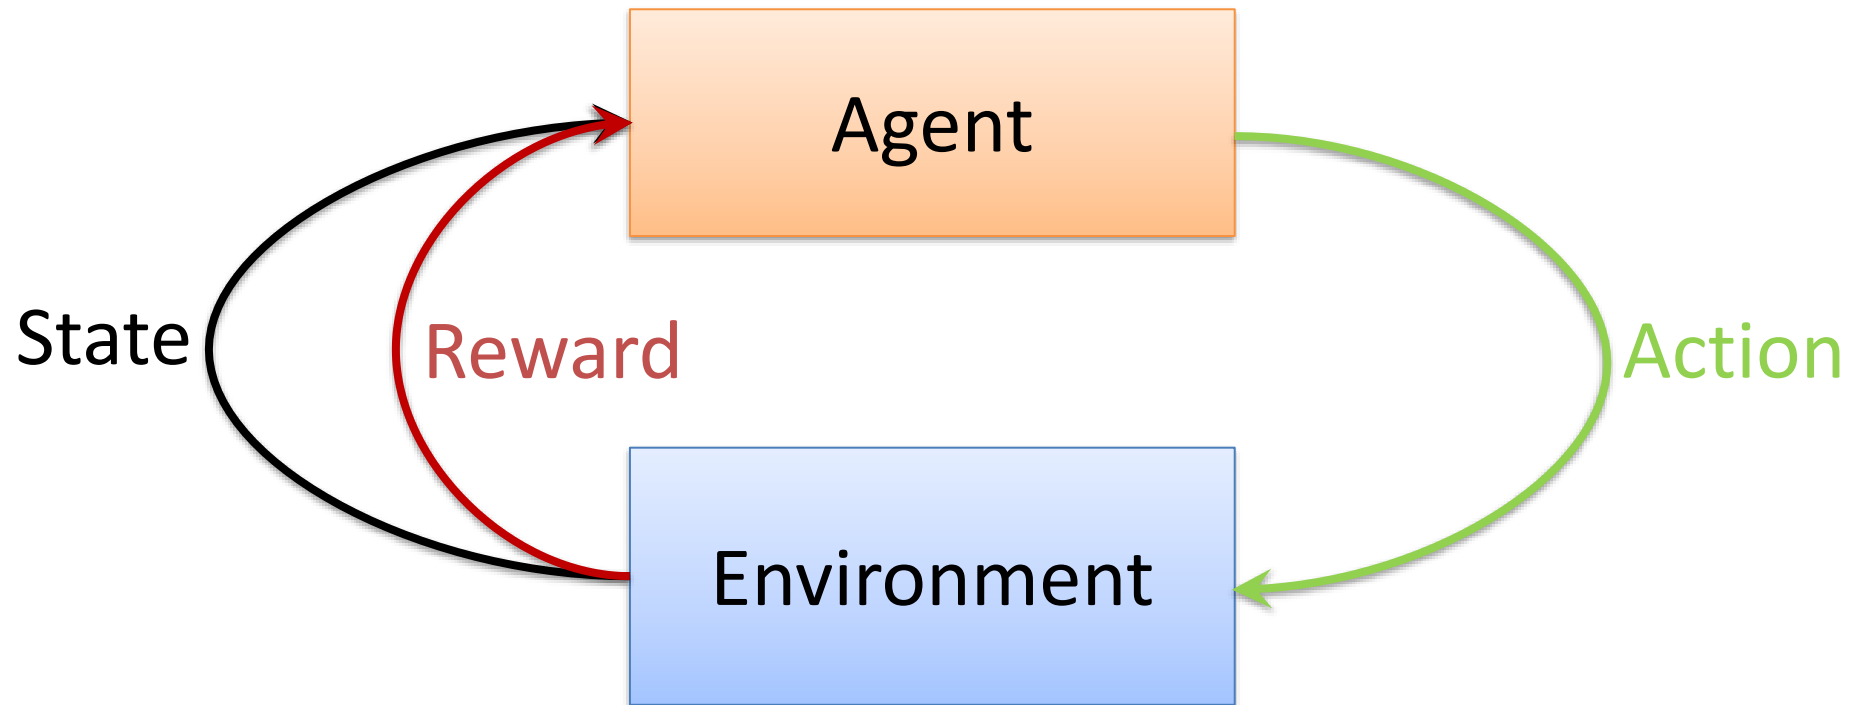 Agent
State
Reward
Action
Environment